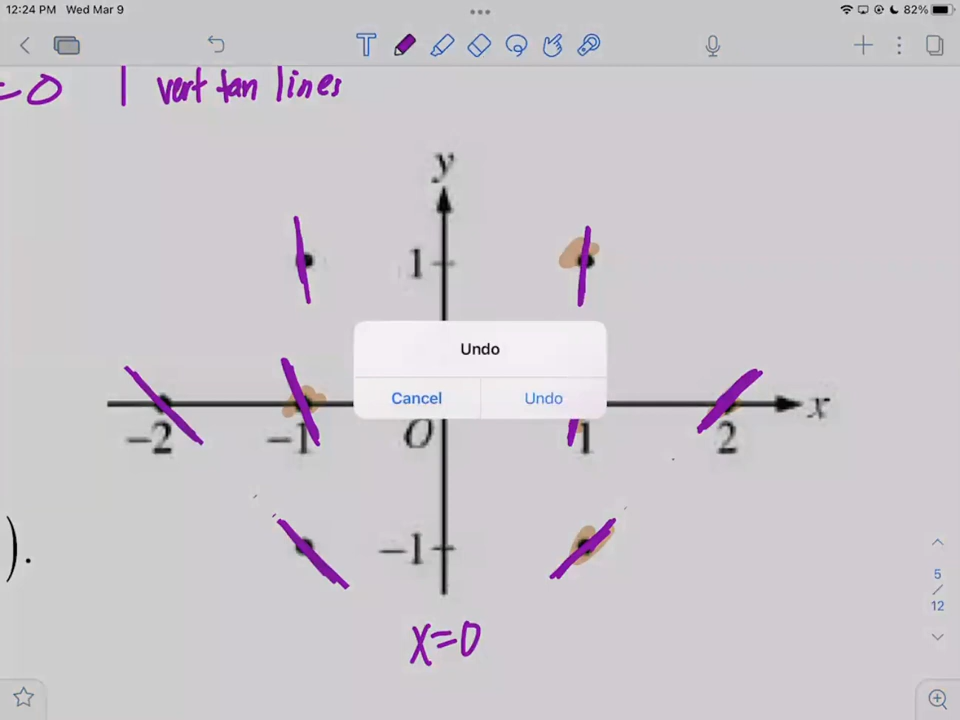 12:24 PM Wed Mar 9
82%
T
=0 | vert tan lines
y
1
Undo
Cancel Undo
x
-2 -1 O 1 2
-1
).
5
/
12
x=0